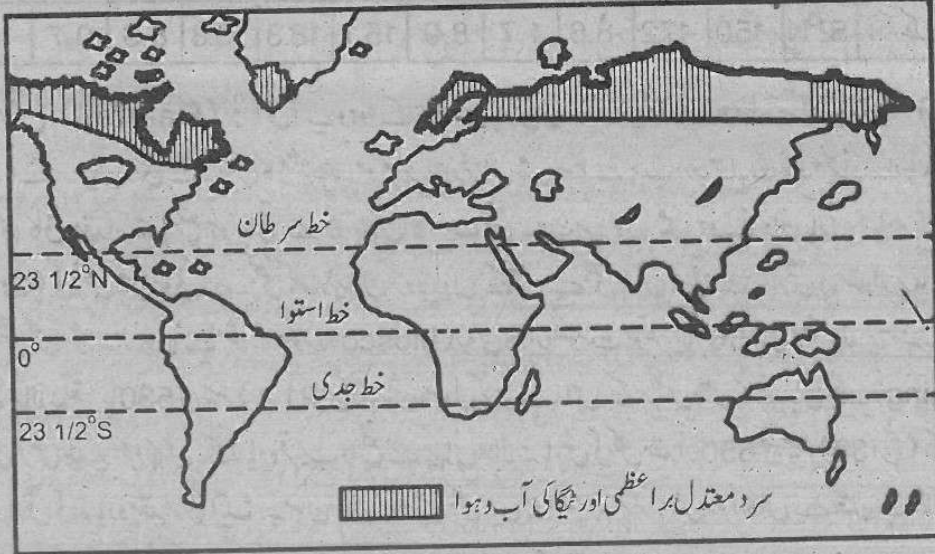 خط سرطان
23 1/2°N
خط استوا
0°
خط جدی
23 1/2°S
سرد معتدل براعظمی اور ٹیگا کی آب و ہوا